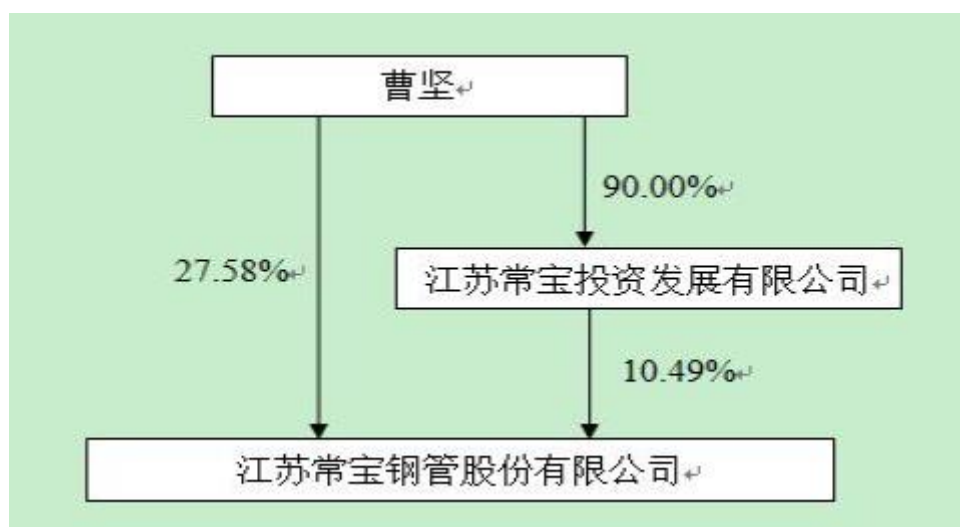 曹坚
90.00%
27.58%
江苏常宝投资发展有限公司
10.49%
江苏常宝钢管股份有限公司